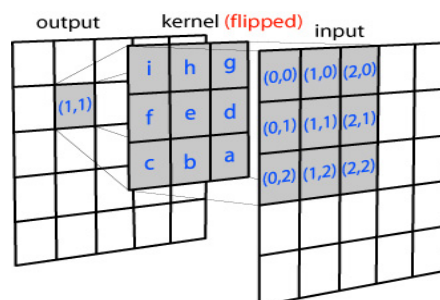 output kernel (flipped) input
i h g
f e d
c b a
(1,1)
(0,0) (1,0) (2,0)
(0,1) (1,1) (2,1)
(0,2) (1,2) (2,2)